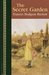 The Secret Garden
Frances Hodgson Burnett